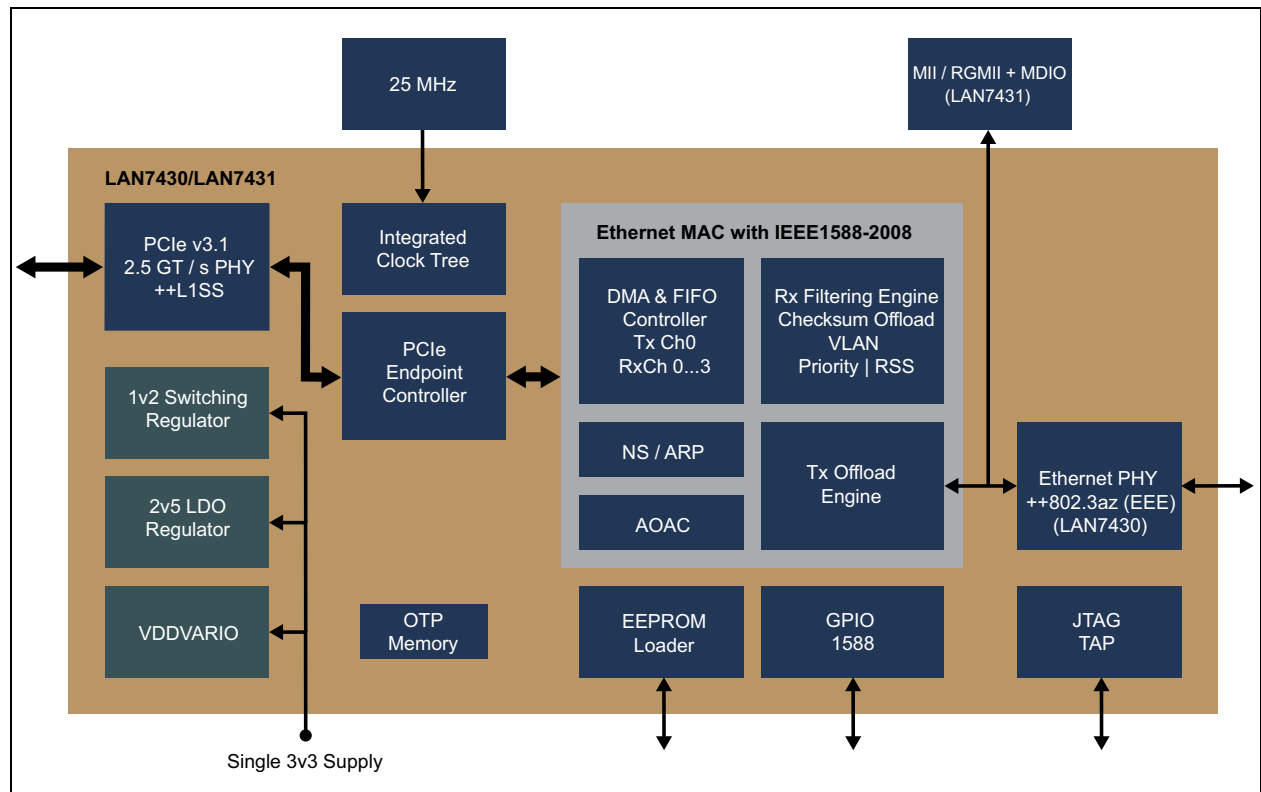 25 MHz
MII / RGMII + MDIO
(LAN7431)
LAN7430/LAN7431
PCIe v3.1
2.5 GT / s PHY
++L1SS
Integrated
Clock Tree
PCIe
Endpoint
Controller
Ethernet MAC with IEEE1588-2008
DMA & FIFO
Controller
Tx Ch0
RxCh 0...3
Rx Filtering Engine
Checksum Offload
VLAN
Priority | RSS
NS / ARP
AOAC
Tx Offload
Engine
Ethernet PHY
++802.3az (EEE)
(LAN7430)
1v2 Switching
Regulator
2v5 LDO
Regulator
VDDVARIO
OTP
Memory
EEPROM
Loader
GPIO
1588
JTAG
TAP
Single 3v3 Supply